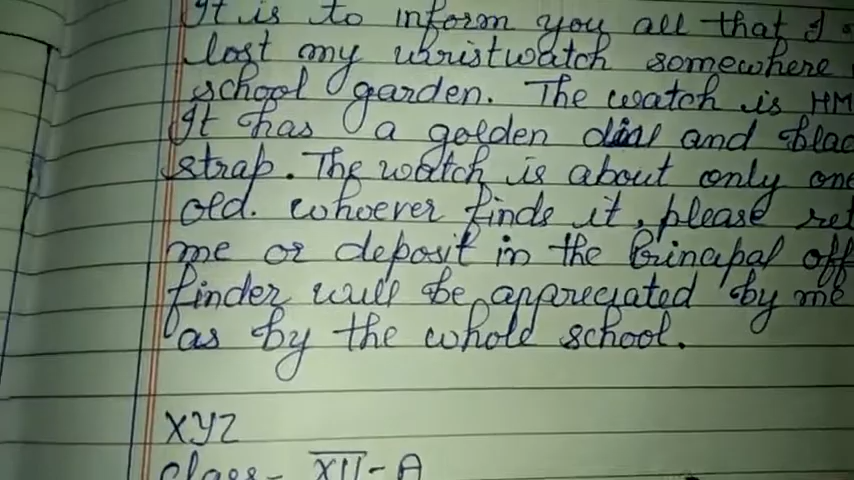 It is to inform you all that I
lost my wristwatch somewhere
school garden. The watch is HM
It has a golden dial and blac
strap. The watch is about only one
old. whoever finds it, please ret
me or deposit in the Principal off
finder will be appreciated by me
as by the whole school.
XYZ
Class- XII-A